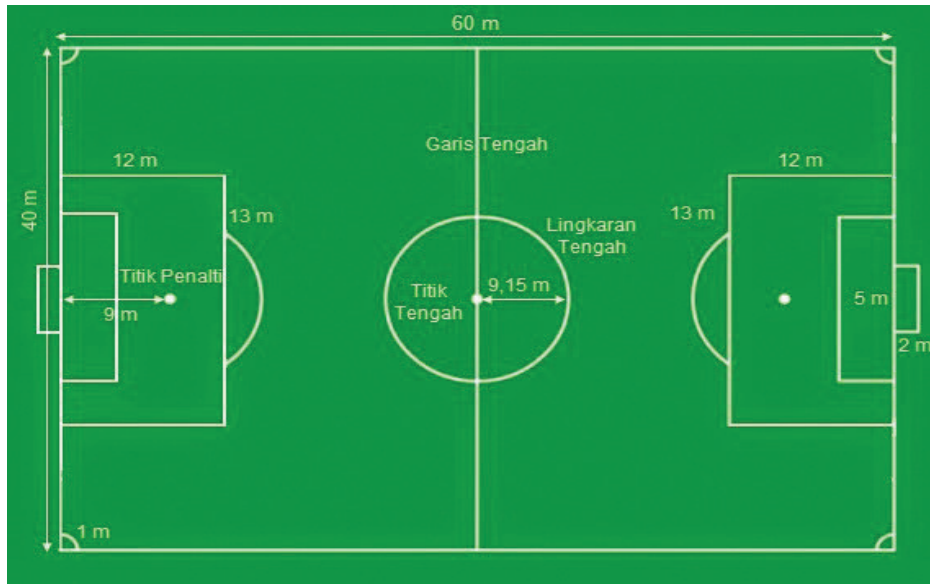 60 m
Garis Tengah
12 m
12 m
40 m
13 m
13 m
Lingkaran
Tengah
Titik Penalti
9 m
Titik
Tengah
9,15 m
5 m
2 m
1 m